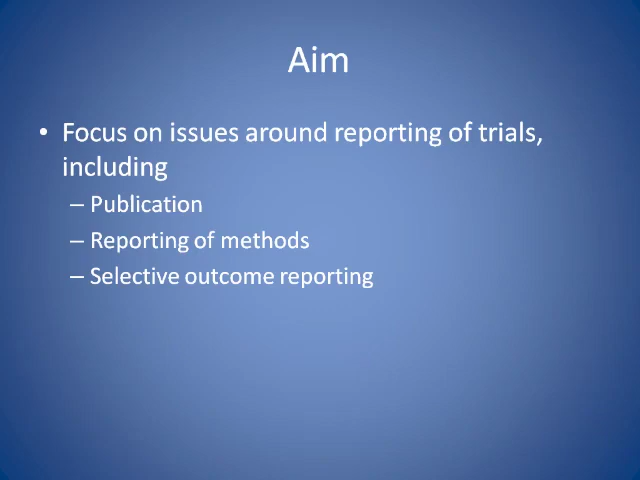 Aim
• Focus on issues around reporting of trials,
including
– Publication
– Reporting of methods
– Selective outcome reporting